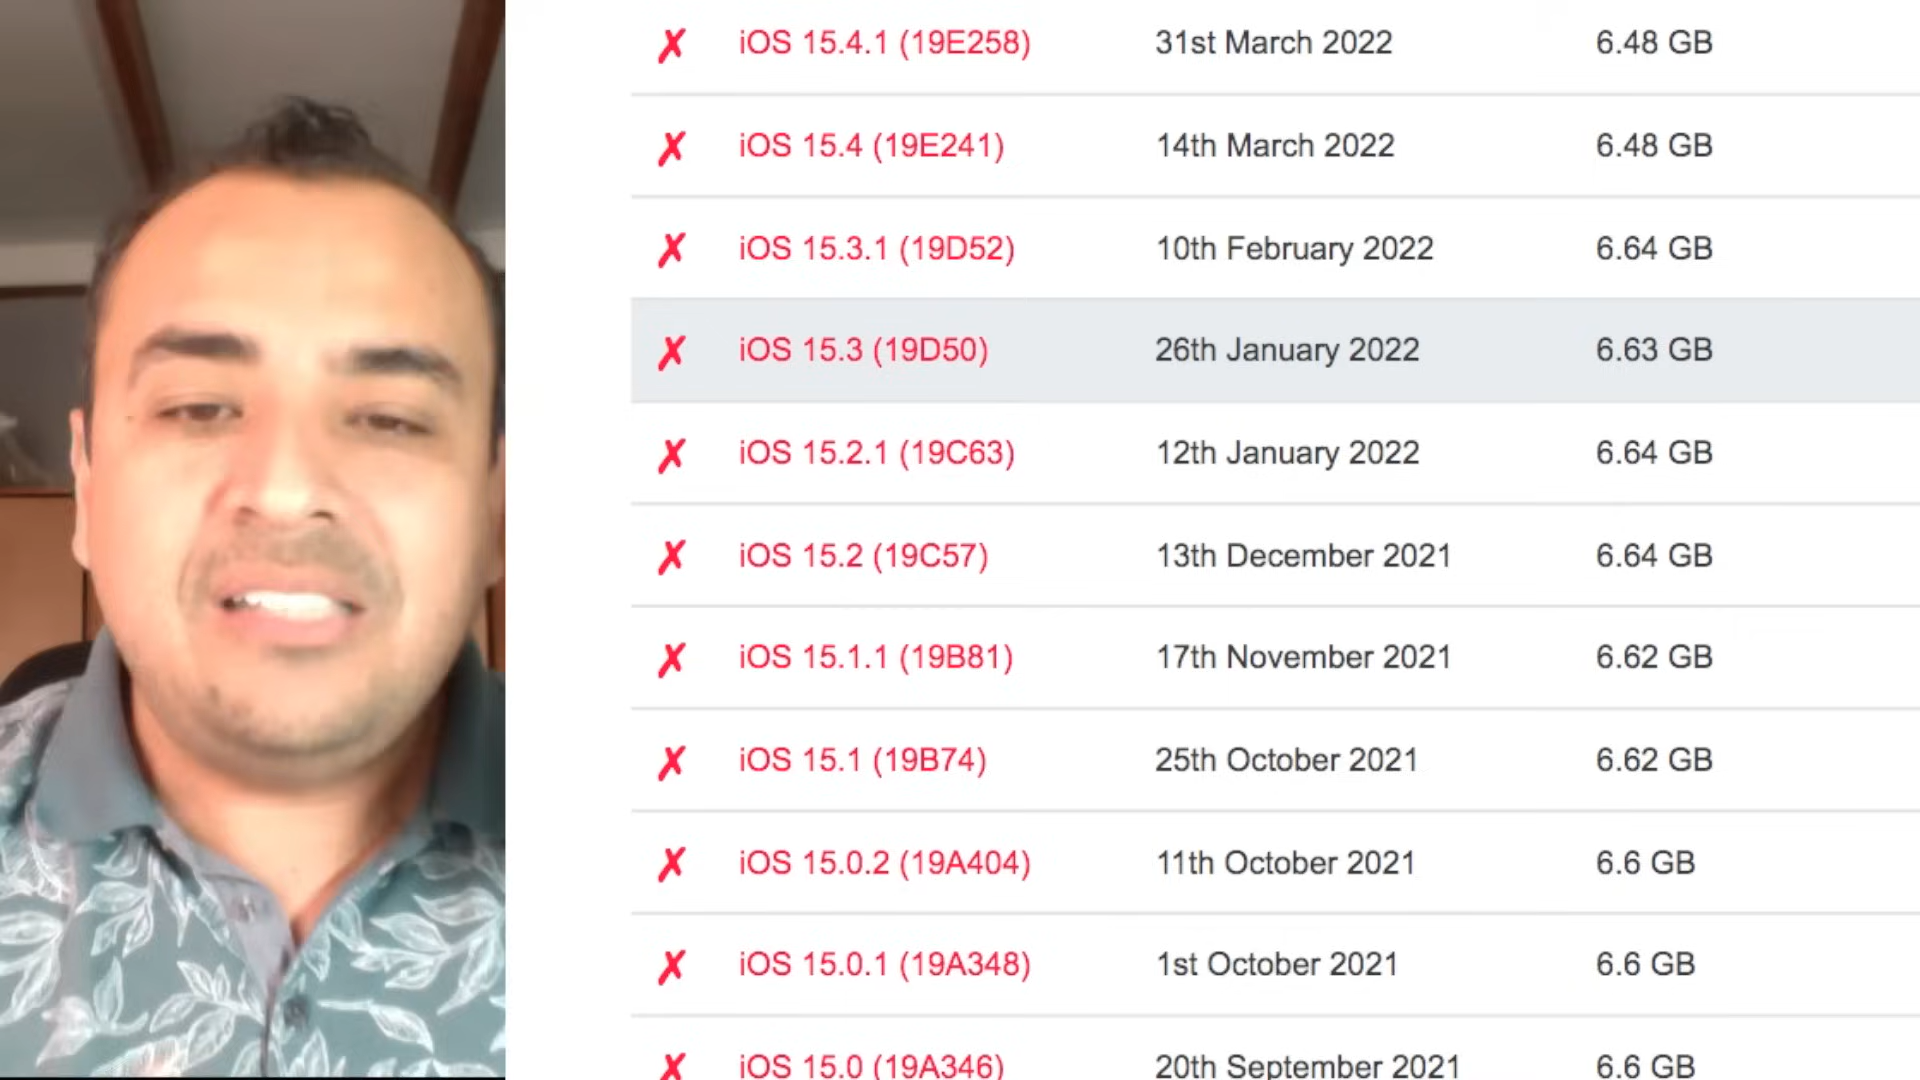 ✗ iOS 15.4.1 (19E258) 31st March 2022 6.48 GB
✗ iOS 15.4 (19E241) 14th March 2022 6.48 GB
✗ iOS 15.3.1 (19D52) 10th February 2022 6.64 GB
✗ iOS 15.3 (19D50) 26th January 2022 6.63 GB
✗ iOS 15.2.1 (19C63) 12th January 2022 6.64 GB
✗ iOS 15.2 (19C57) 13th December 2021 6.64 GB
✗ iOS 15.1.1 (19B81) 17th November 2021 6.62 GB
✗ iOS 15.1 (19B74) 25th October 2021 6.62 GB
✗ iOS 15.0.2 (19A404) 11th October 2021 6.6 GB
✗ iOS 15.0.1 (19A348) 1st October 2021 6.6 GB
✗ iOS 15.0 (19A346) 20th September 2021 6.6 GB